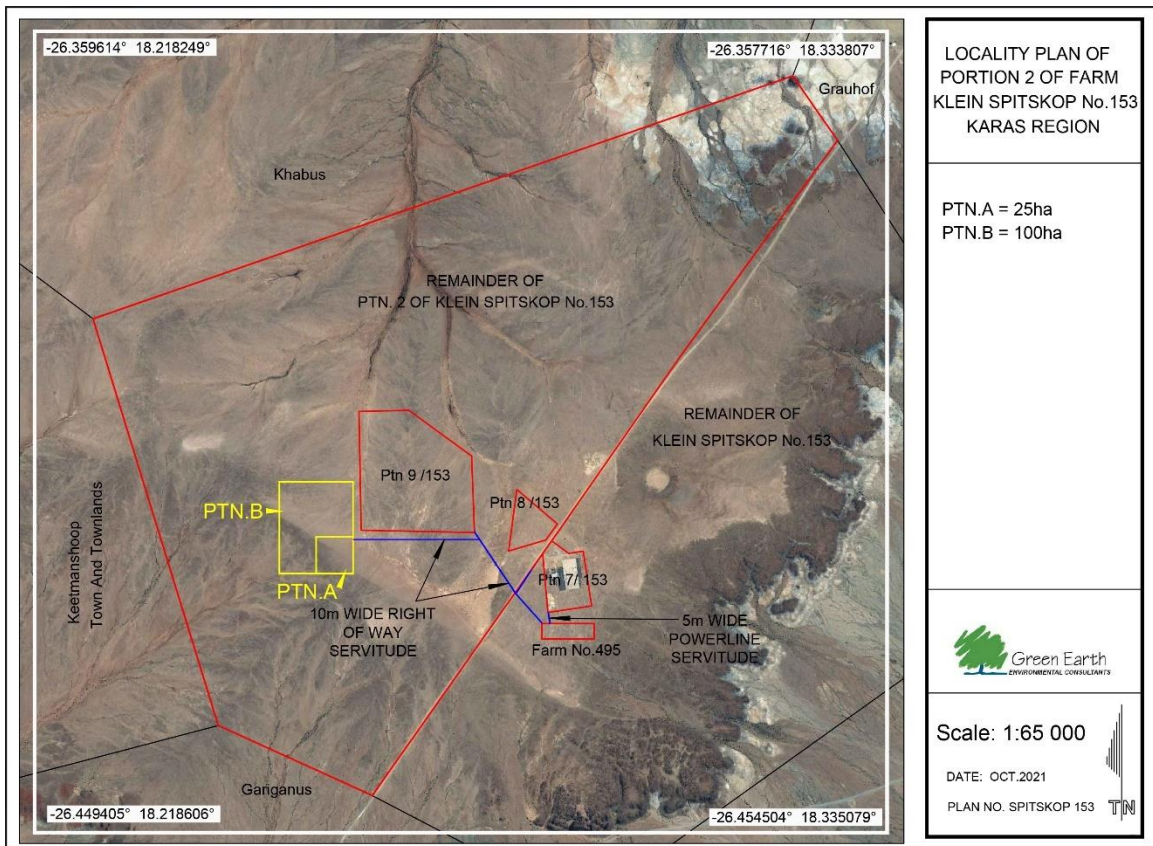 -26.359614° 18.218249°
-26.357716° 18.333807°
Grauhof
Khabus
REMAINDER OF
PTN. 2 OF KLEIN SPITSKOP No.153
REMAINDER OF
KLEIN SPITSKOP No.153
Ptn 9 /153
Ptn 8 /153
PTN.B
PTN.A
Ptn 7/ 153
Keetmanshoop
Town And Townlands
10m WIDE RIGHT
OF WAY
SERVITUDE
5m WIDE
POWERLINE
SERVITUDE
Farm No.495
Gariganus
-26.449405° 18.218606°
-26.454504° 18.335079°
LOCALITY PLAN OF
PORTION 2 OF FARM
KLEIN SPITSKOP No.153
KARAS REGION
PTN.A = 25ha
PTN.B = 100ha
Green Earth
ENVIRONMENTAL CONSULTANTS
Scale: 1:65 000
DATE: OCT.2021
PLAN NO. SPITSKOP 153
TN